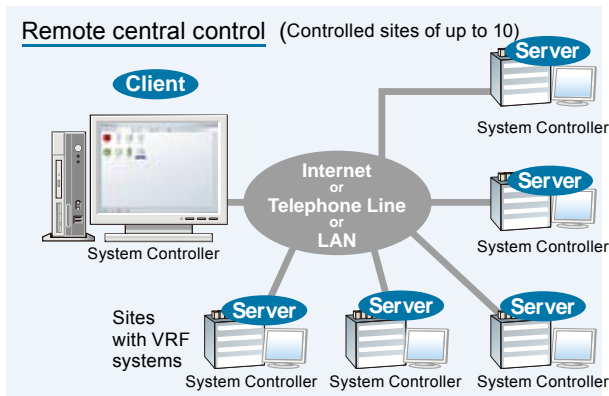 Remote central control (Controlled sites of up to 10)
Client
System Controller
Internet
or
Telephone Line
or
LAN
Server
System Controller
Server
System Controller
Sites
with VRF
systems
Server
System Controller
Server
System Controller
Server
System Controller